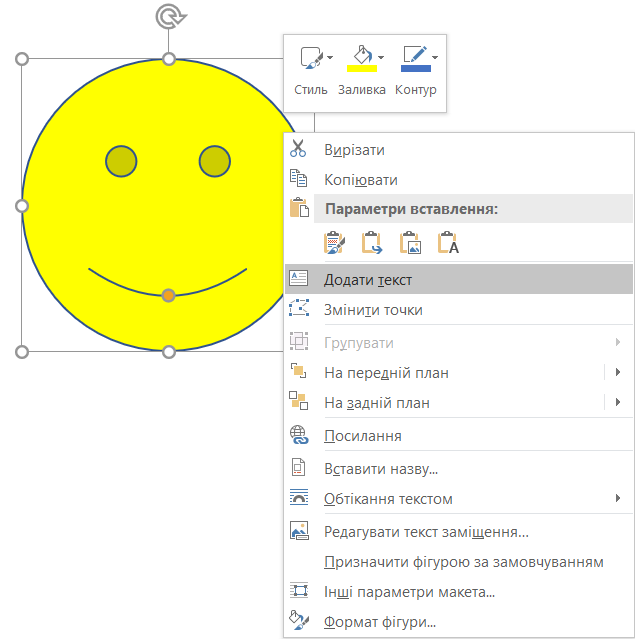 Стиль Заливка Контур
Вирізати
Копіювати
Параметри вставлення:
Додати текст
Змінити точки
Групувати
На передній план
На задній план
Посилання
Вставити назву...
Обтікання текстом
Редагувати текст заміщення...
Призначити фігурою за замовчуванням
Інші параметри макета...
Формат фігури...